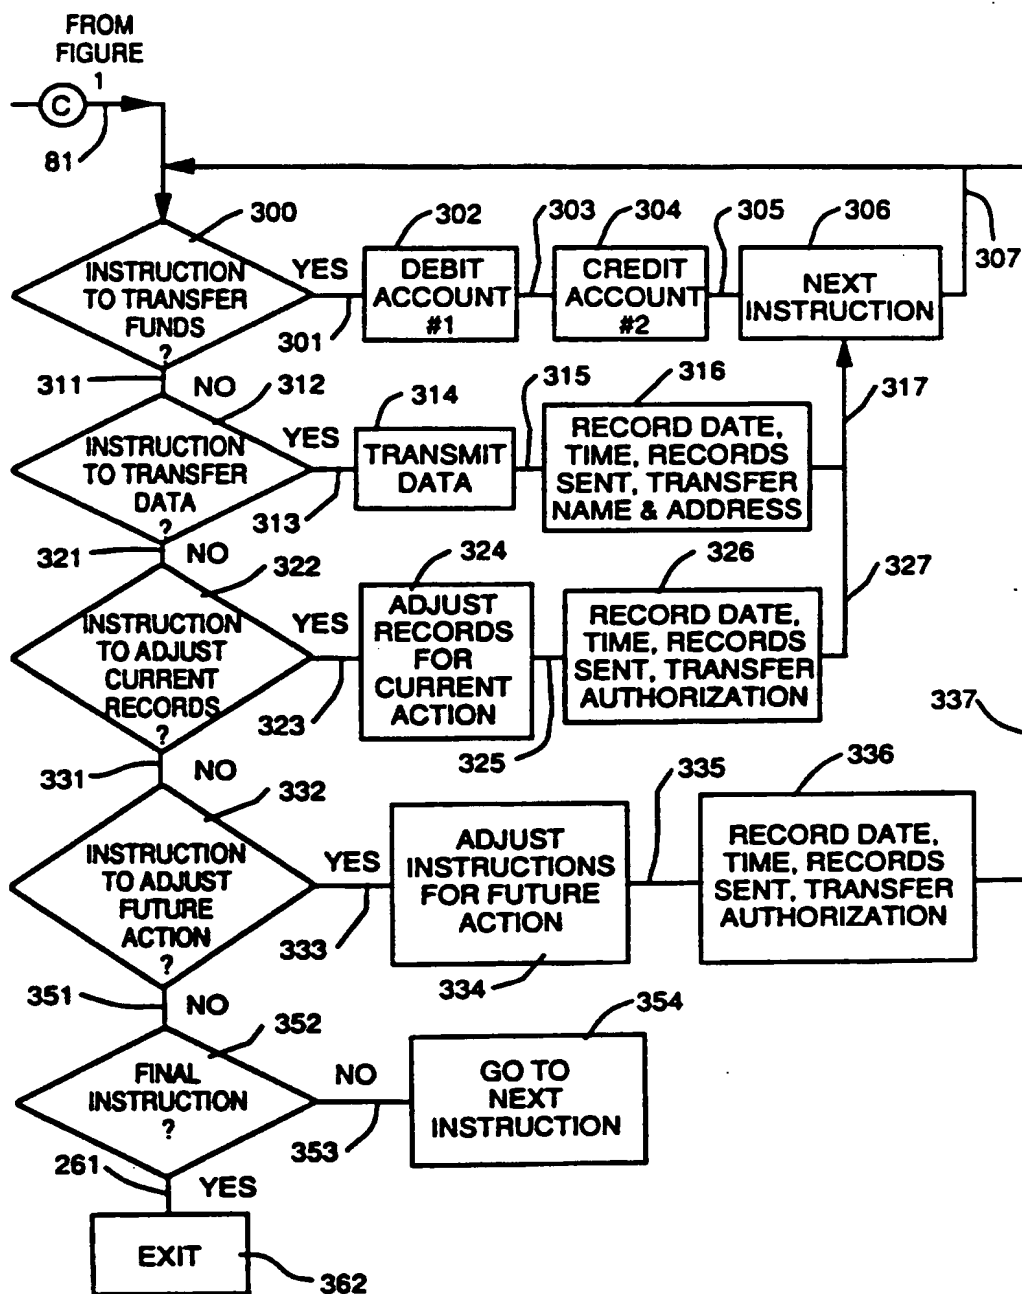 FROM
FIGURE
1
C
81
300
INSTRUCTION
TO TRANSFER
FUNDS
?
YES
301
302
DEBIT
ACCOUNT
#1
303
304
CREDIT
ACCOUNT
#2
305
306
NEXT
INSTRUCTION
307
311
NO
312
INSTRUCTION
TO TRANSFER
DATA
?
YES
313
314
TRANSMIT
DATA
315
316
RECORD DATE,
TIME, RECORDS
SENT, TRANSFER
NAME & ADDRESS
317
321
NO
322
INSTRUCTION
TO ADJUST
CURRENT
RECORDS
?
YES
323
324
ADJUST
RECORDS
FOR
CURRENT
ACTION
325
326
RECORD DATE,
TIME, RECORDS
SENT, TRANSFER
AUTHORIZATION
327
331
NO
332
INSTRUCTION
TO ADJUST
FUTURE
ACTION
?
YES
333
ADJUST
INSTRUCTIONS
FOR FUTURE
ACTION
334
335
336
RECORD DATE,
TIME, RECORDS
SENT, TRANSFER
AUTHORIZATION
337
351
NO
352
FINAL
INSTRUCTION
?
NO
353
354
GO TO
NEXT
INSTRUCTION
261
YES
EXIT
362